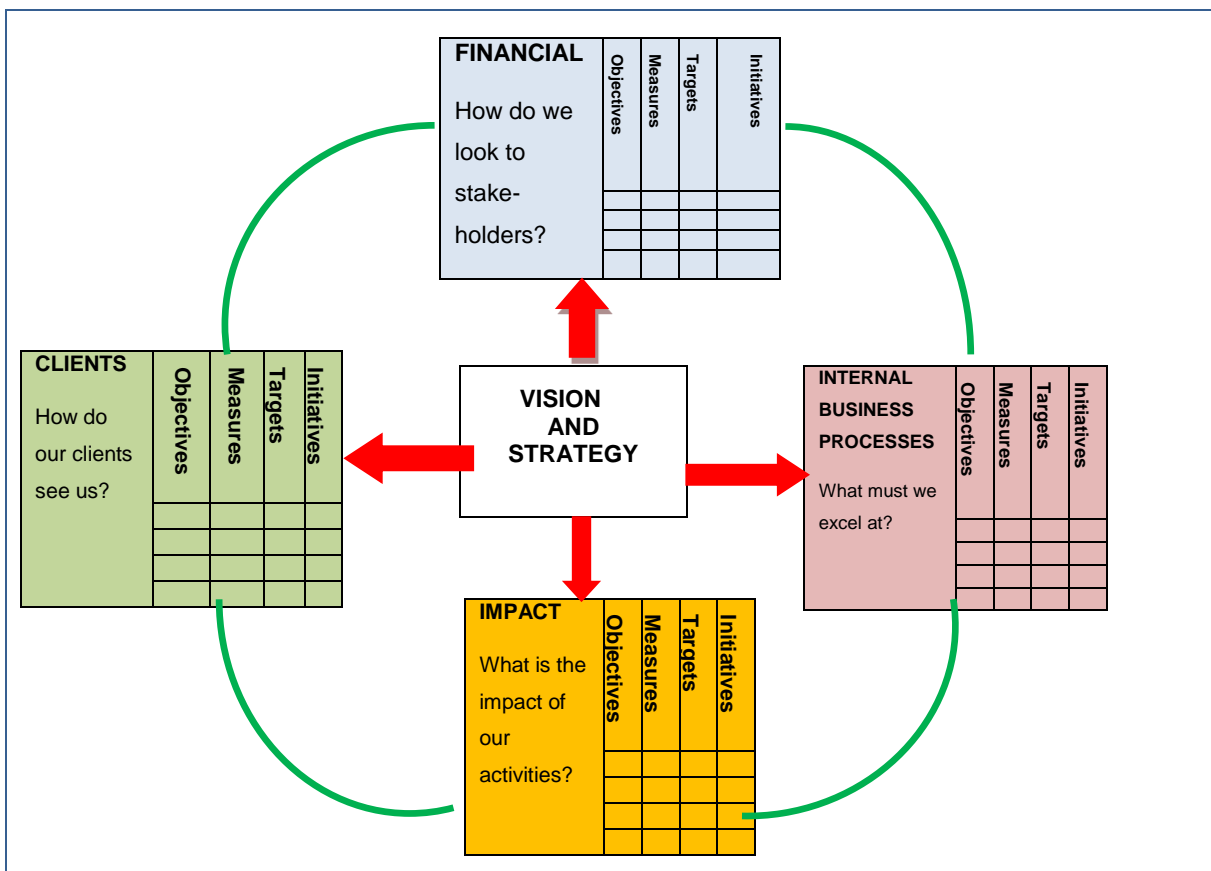 FINANCIAL
How do we
look to
stake-
holders?
Objectives
Measures
Targets
Initiatives
CLIENTS
How do
our clients
see us?
Objectives
Measures
Targets
Initiatives
VISION
AND
STRATEGY
INTERNAL
BUSINESS
PROCESSES
What must we
excel at?
Objectives
Measures
Targets
Initiatives
IMPACT
What is the
impact of
our
activities?
Objectives
Measures
Targets
Initiatives